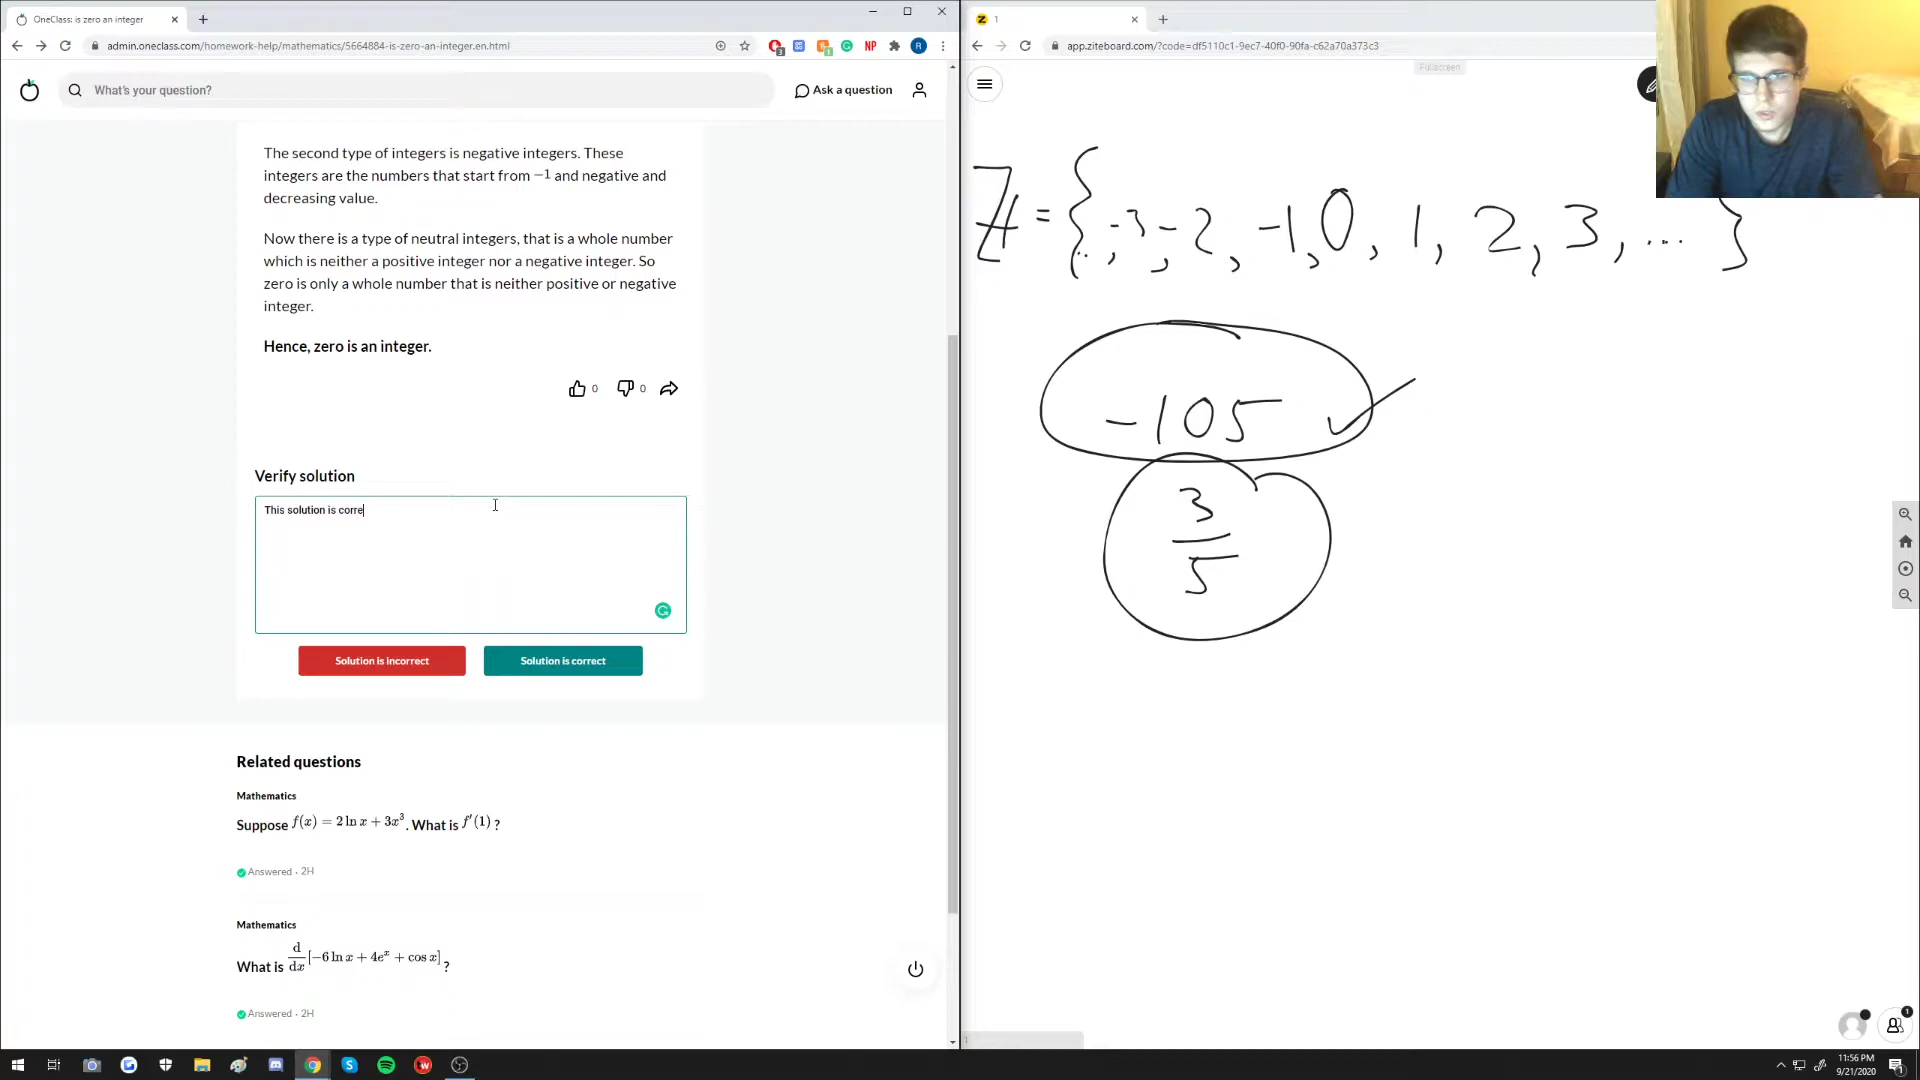 OneClass: is zero an integer
1
admin.oneclass.com/homework-help/mathematics/5664884-is-zero-an-integer.en.html
NP
R
app.ziteboard.com/?code=df5110c1-9ec7-40f0-90fa-c62a70a373c3
Fullscreen
What's your question?
Ask a question
The second type of integers is negative integers. These
integers are the numbers that start from −1 and negative and
decreasing value.
Now there is a type of neutral integers, that is a whole number
which is neither a positive integer nor a negative integer. So
zero is only a whole number that is neither positive or negative
integer.
Hence, zero is an integer.
0
0
Verify solution
This solution is corre
Solution is incorrect
Solution is correct
Related questions
Mathematics
Suppose f(x) = 2 ln x + 3x³. What is f′(1) ?
Answered · 2H
Mathematics
What is d/dx [−6 ln x + 4eˣ + cos x] ?
Answered · 2H
ℤ = {..., -3, -2, -1, 0, 1, 2, 3, ... }
-105 ✓
3
5
1
11:56 PM
9/21/2020